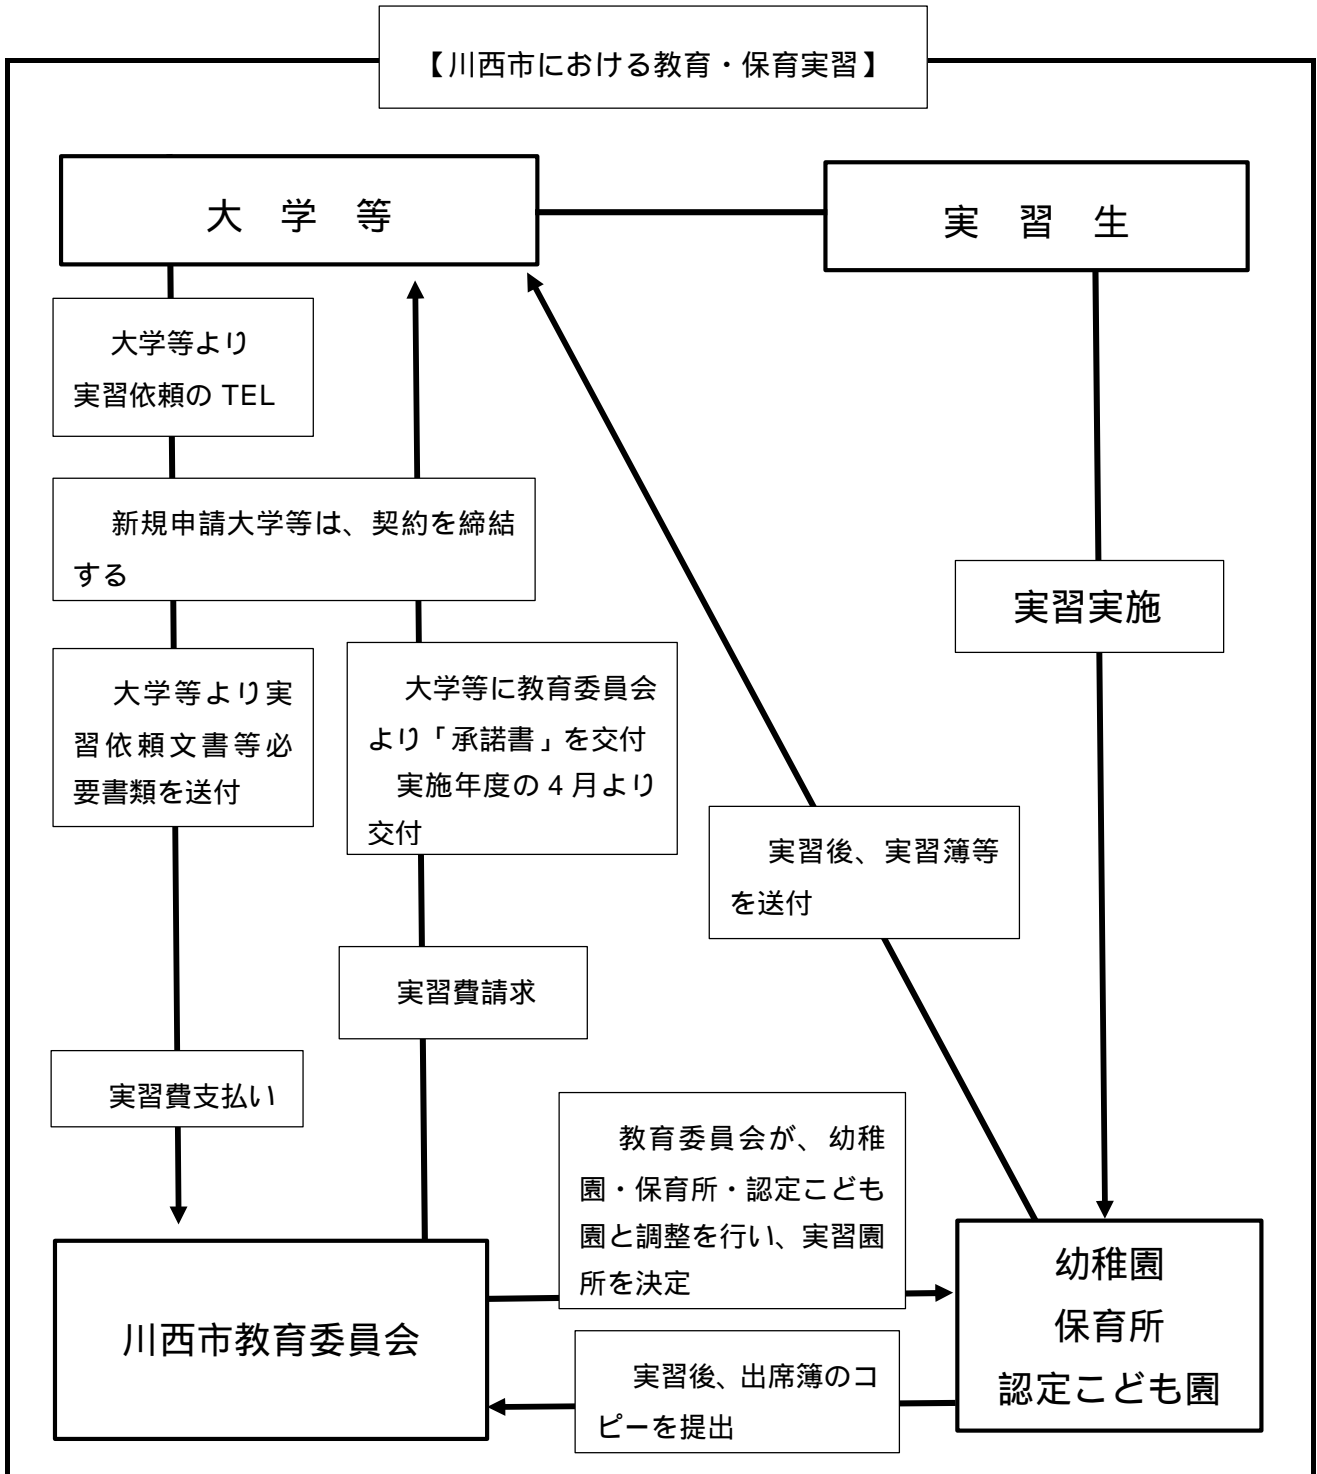 【川西市における教育・保育実習】
大　学　等
実　習　生
大学等より
実習依頼の TEL
新規申請大学等は、契約を締結
する
実習実施
大学等より実
習依頼文書等必
要書類を送付
大学等に教育委員会
より「承諾書」を交付
実施年度の 4 月より
交付
実習後、実習簿等
を送付
実習費請求
実習費支払い
教育委員会が、幼稚
園・保育所・認定こども
園と調整を行い、実習園
所を決定
幼稚園
保育所
認定こども園
川西市教育委員会
実習後、出席簿のコ
ピーを提出